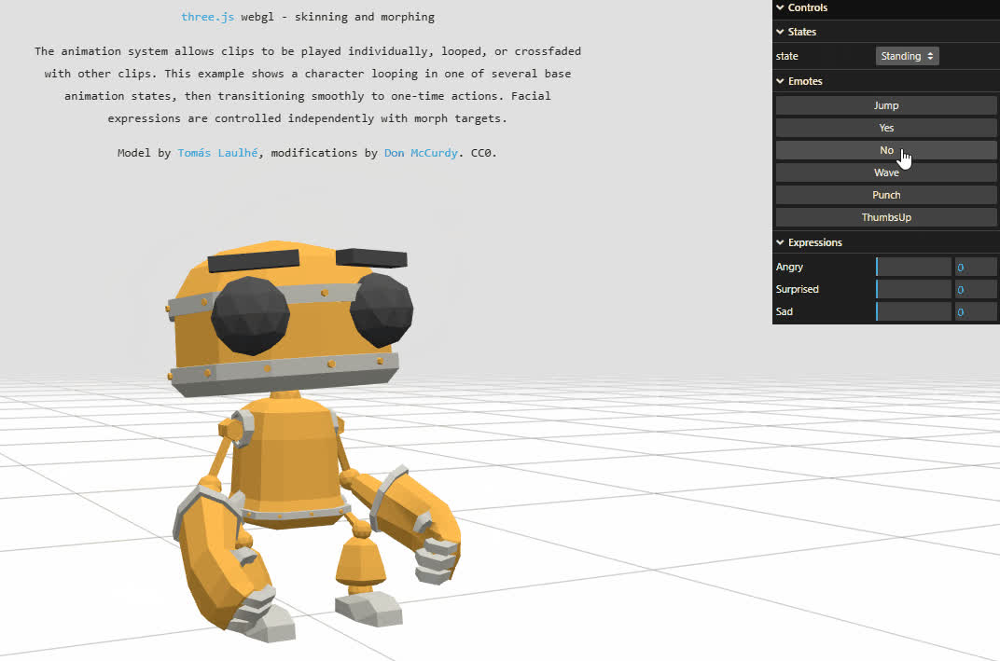 three.js webgl - skinning and morphing
The animation system allows clips to be played individually, looped, or crossfaded
with other clips. This example shows a character looping in one of several base
animation states, then transitioning smoothly to one-time actions. Facial
expressions are controlled independently with morph targets.
Model by Tomás Laulhé, modifications by Don McCurdy. CC0.
Controls
States
state Standing
Emotes
Jump
Yes
No
Wave
Punch
ThumbsUp
Expressions
Angry 0
Surprised 0
Sad 0